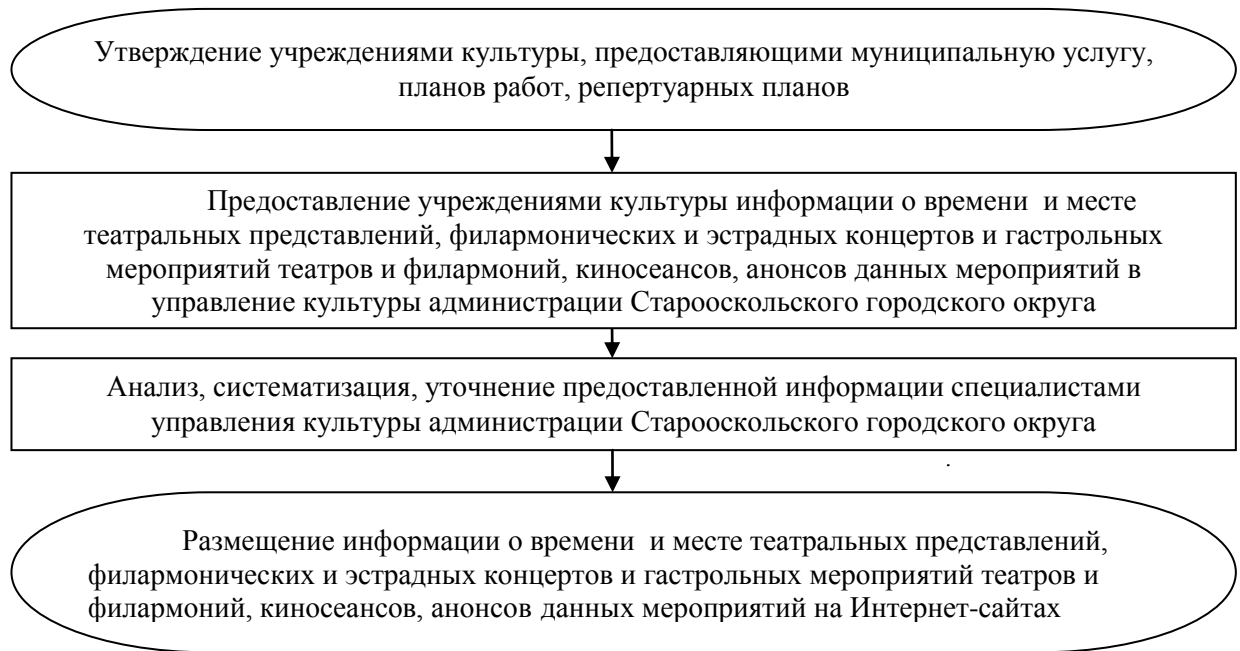 Утверждение учреждениями культуры, предоставляющими муниципальную услугу,
планов работ, репертуарных планов
Предоставление учреждениями культуры информации о времени и месте
театральных представлений, филармонических и эстрадных концертов и гастрольных
мероприятий театров и филармоний, киносеансов, анонсов данных мероприятий в
управление культуры администрации Старооскольского городского округа
Анализ, систематизация, уточнение предоставленной информации специалистами
управления культуры администрации Старооскольского городского округа
Размещение информации о времени и месте театральных представлений,
филармонических и эстрадных концертов и гастрольных мероприятий театров и
филармоний, киносеансов, анонсов данных мероприятий на Интернет-сайтах